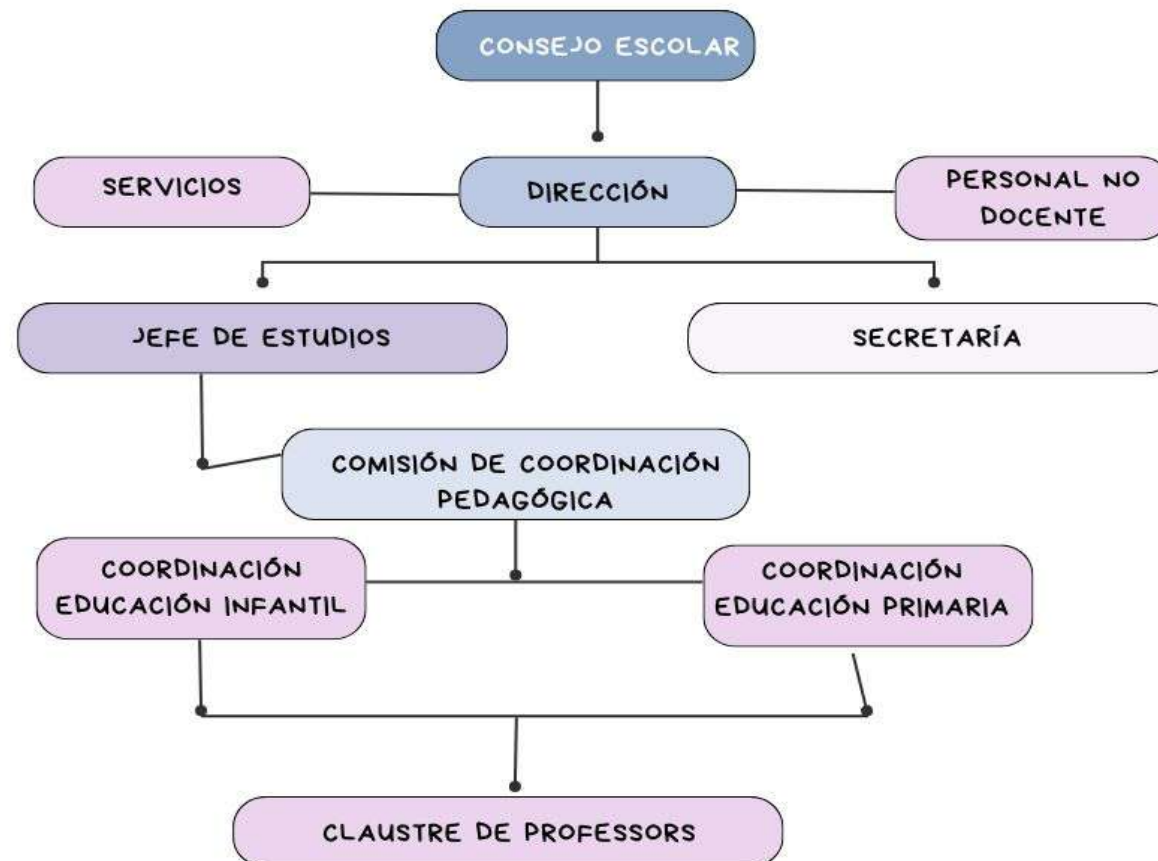 CONSEJO ESCOLAR
SERVICIOS
DIRECCIÓN
PERSONAL NO
DOCENTE
JEFE DE ESTUDIOS
SECRETARÍA
COMISIÓN DE COORDINACIÓN
PEDAGÓGICA
COORDINACIÓN
EDUCACIÓN INFANTIL
COORDINACIÓN
EDUCACIÓN PRIMARIA
CLAUSTRE DE PROFESSORS